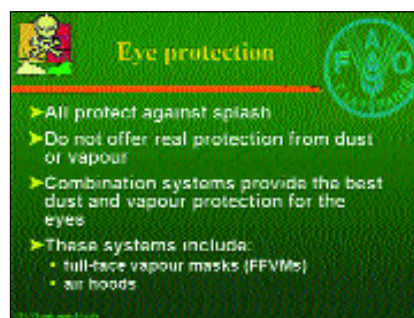 Eye protection
F A O
➤All protect against splash
➤Do not offer real protection from dust
or vapour
➤Combination systems provide the best
dust and vapour protection for the
eyes
➤These systems include:
• full-face vapour masks (FFVMs)
• air hoods